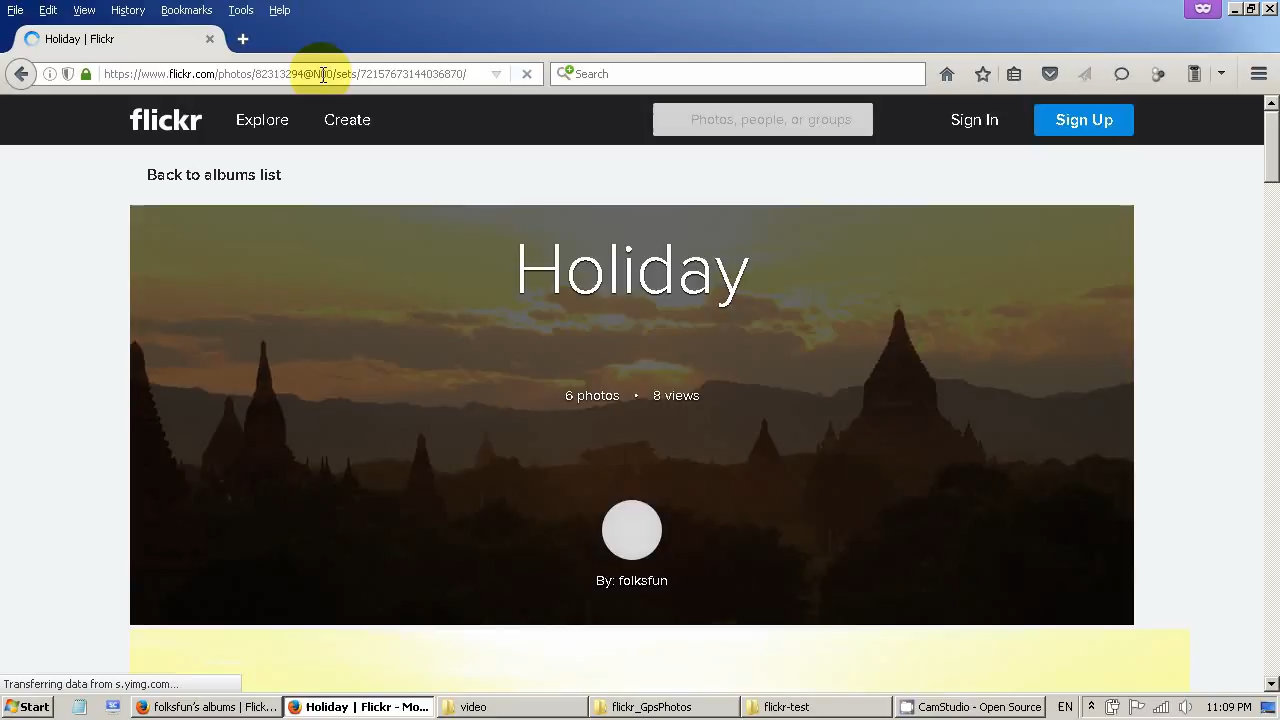 File Edit View History Bookmarks Tools Help
Holiday | Flickr
https://www.flickr.com/photos/82313294@N00/sets/72157673144036870/
Search
flickr Explore Create Photos, people, or groups Sign In Sign Up
Back to albums list
Holiday
6 photos • 8 views
By: folksfun
Transferring data from s.yimg.com...
Start folksfun's albums | Flick... Holiday | Flickr - Mo... video flickr_GpsPhotos flickr-test CamStudio - Open Source EN 11:09 PM